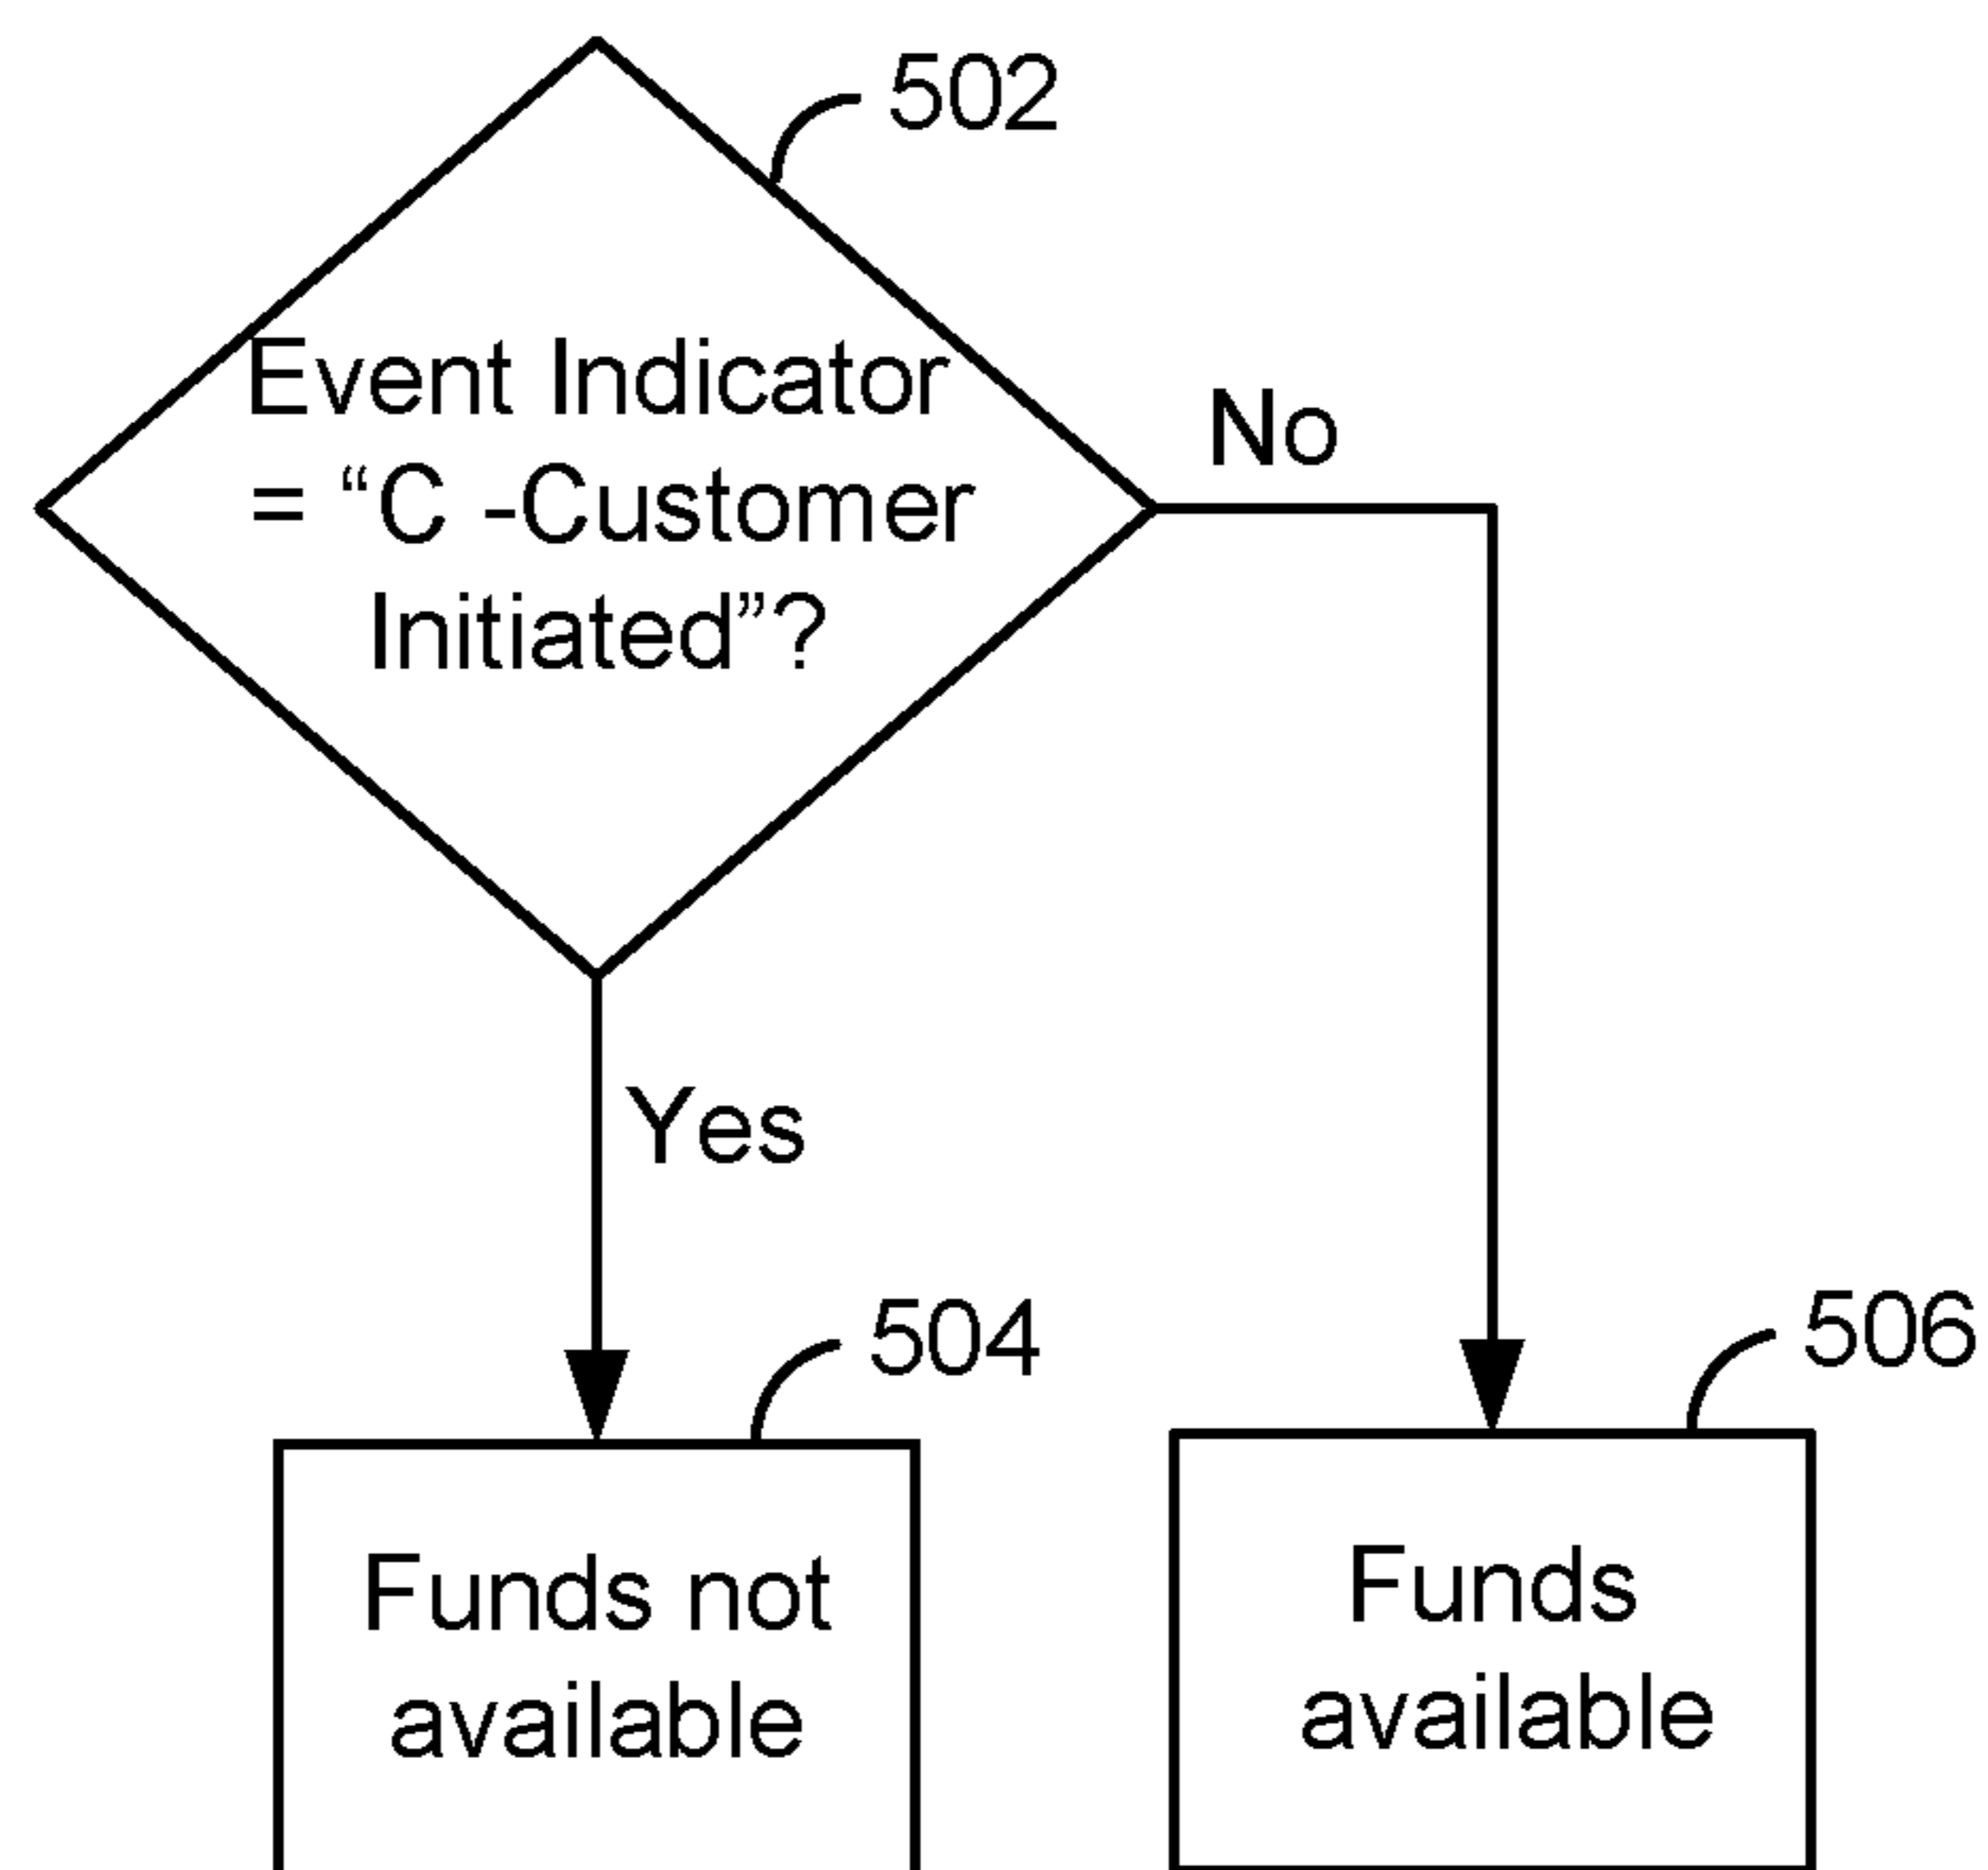 502
Event Indicator
= “C -Customer
Initiated”?
No
Yes
504
506
Funds not
available
Funds
available